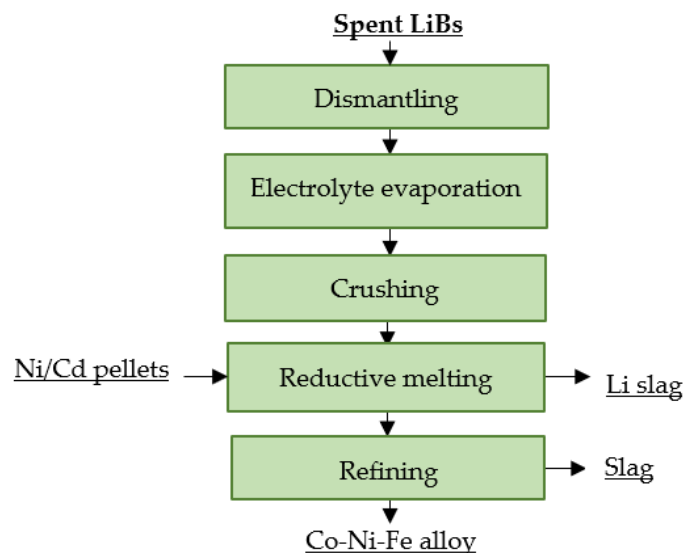 Spent LiBs
Dismantling
Electrolyte evaporation
Crushing
Ni/Cd pellets
Reductive melting
Li slag
Refining
Slag
Co-Ni-Fe alloy